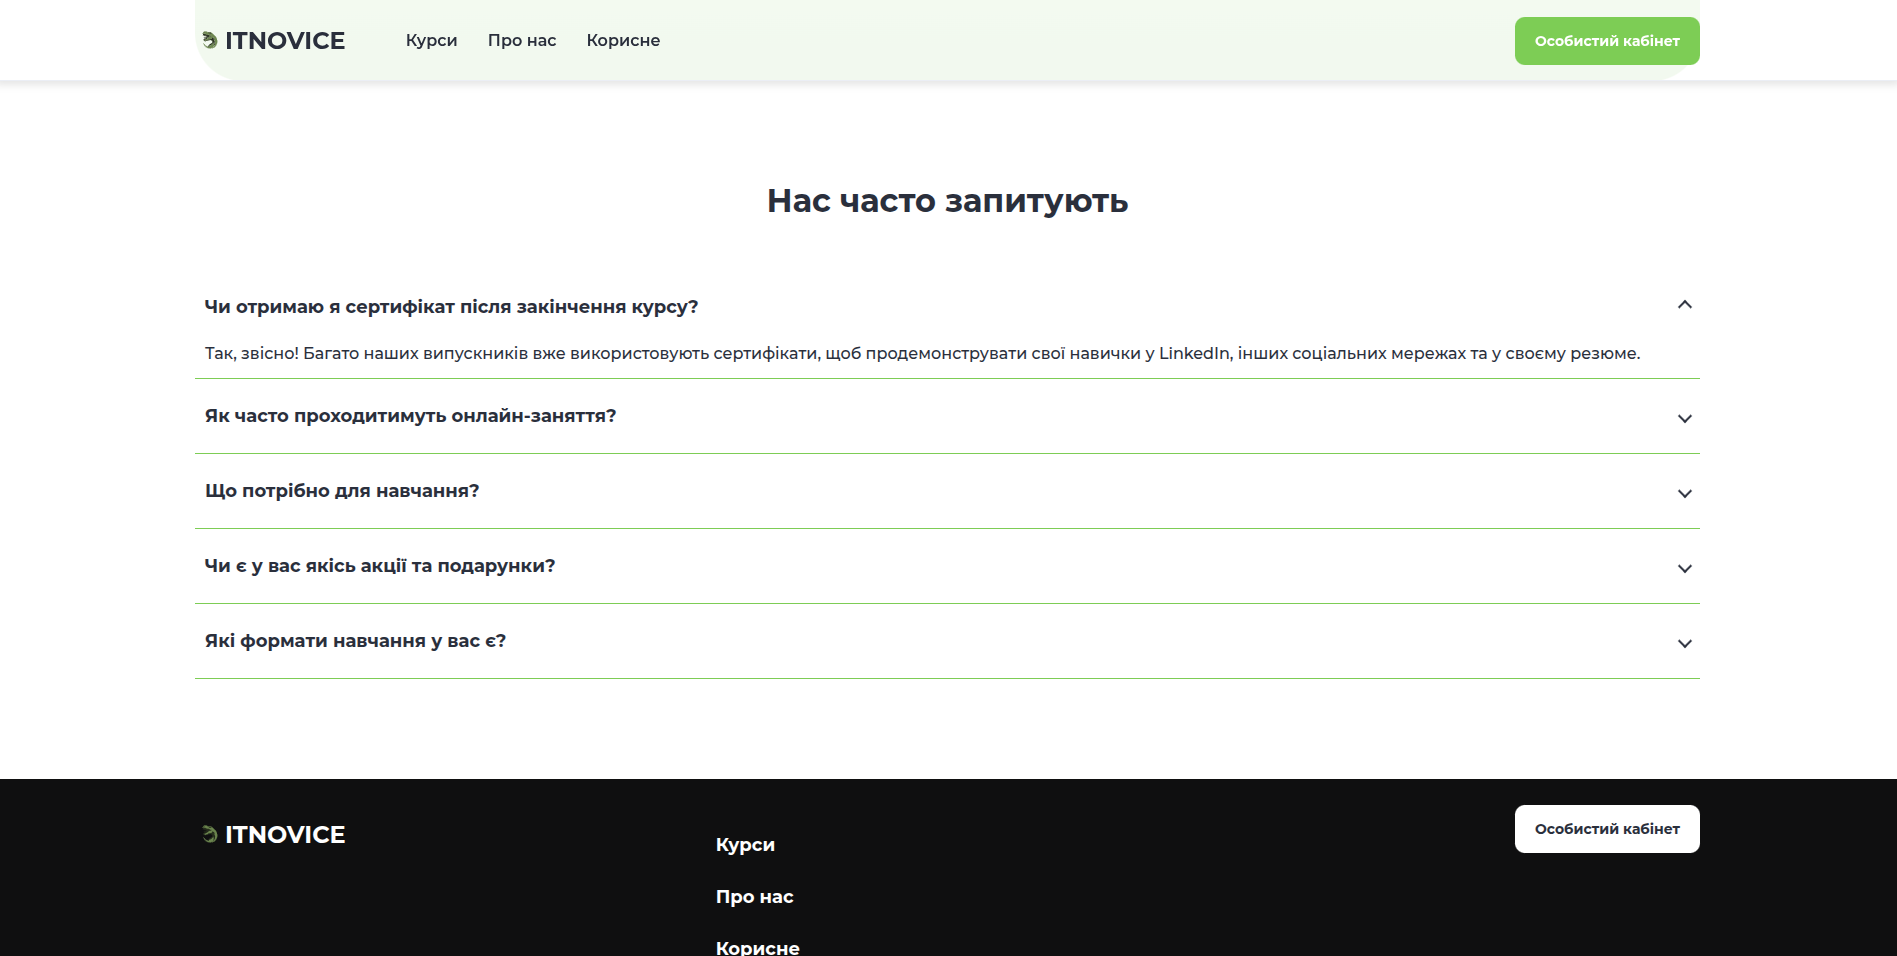 ITNOVICE
Курси
Про нас
Корисне
Особистий кабінет
Нас часто запитують
Чи отримаю я сертифікат після закінчення курсу?
Так, звісно! Багато наших випускників вже використовують сертифікати, щоб продемонструвати свої навички у LinkedIn, інших соціальних мережах та у своєму резюме.
Як часто проходитимуть онлайн-заняття?
Що потрібно для навчання?
Чи є у вас якісь акції та подарунки?
Які формати навчання у вас є?
ITNOVICE
Курси
Про нас
Корисне
Особистий кабінет